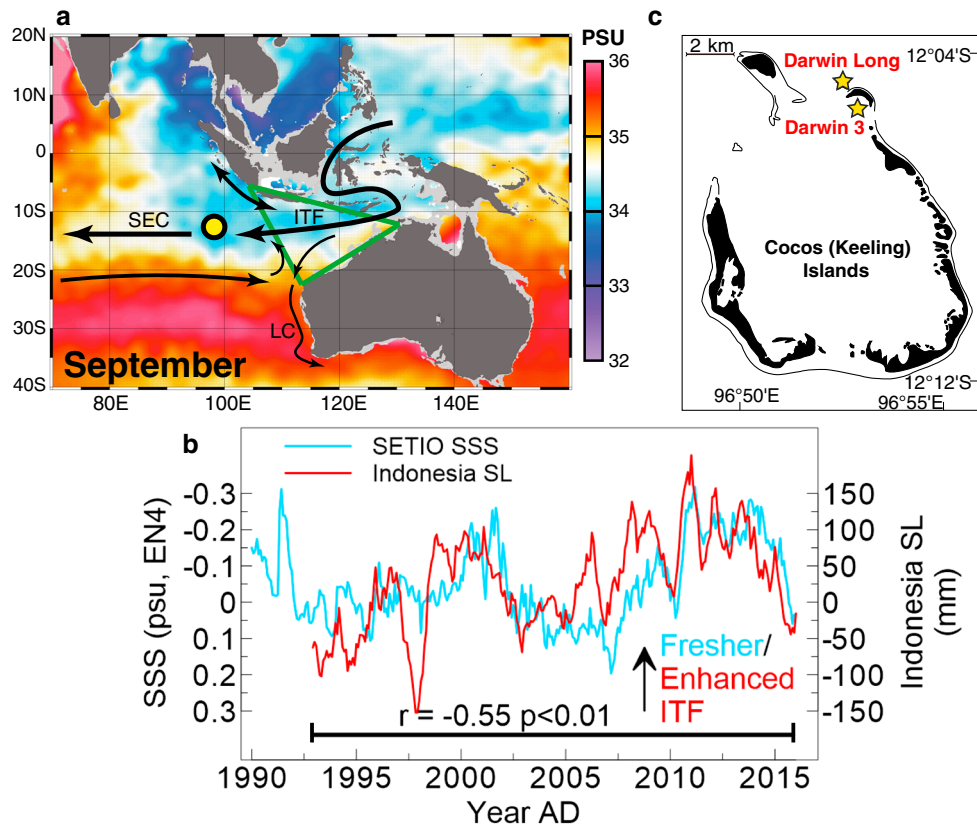 a
PSU
20N
10N
0
10S
20S
30S
40S
80E
100E
120E
140E
SEC
ITF
LC
September
36
35
34
33
32
c
2 km
12°04'S
Darwin Long
Darwin 3
Cocos (Keeling)
Islands
12°12'S
96°50'E
96°55'E
b
SETIO SSS
Indonesia SL
SSS (psu, EN4)
-0.3
-0.2
-0.1
0
0.1
0.2
0.3
150
100
50
0
-50
-100
-150
Indonesia SL
(mm)
Fresher/
Enhanced
ITF
r = -0.55 p<0.01
1990
1995
2000
2005
2010
2015
Year AD